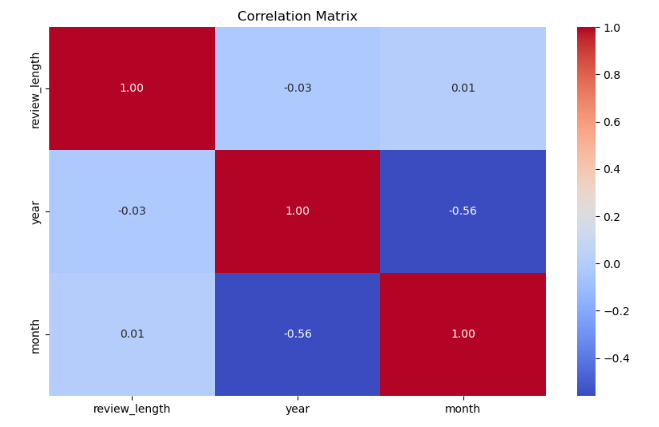 Correlation Matrix
review_length
1.00
-0.03
0.01
year
-0.03
1.00
-0.56
month
0.01
-0.56
1.00
review_length
year
month
1.0
0.8
0.6
0.4
0.2
0.0
−0.2
−0.4